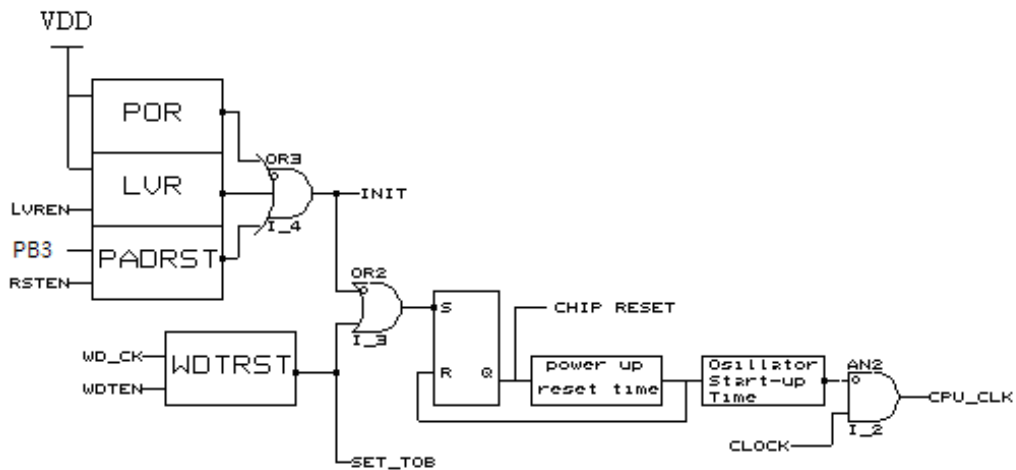 VDD
POR
LVR
LVREN
PB3
PADRST
RSTEN
OR3
I_4
INIT
OR2
I_3
WD_CK
WDTEN
WDTRST
SET_TOB
S
R Q
CHIP RESET
power up
reset time
Osillator
Start-up
Time
AN2
I_2
CLOCK
CPU_CLK